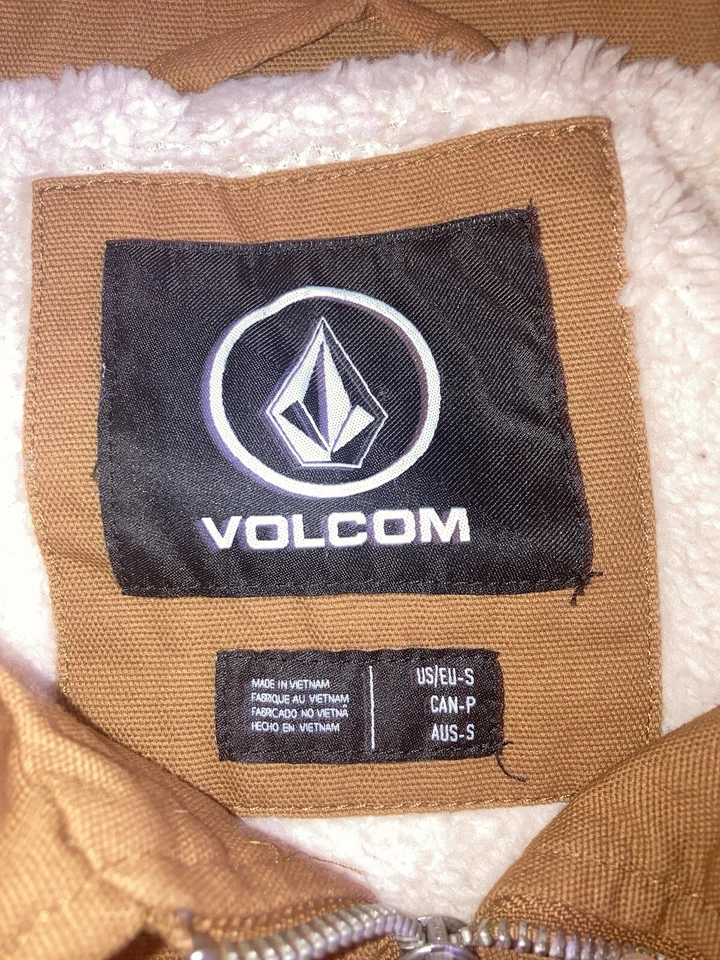 VOLCOM
MADE IN VIETNAM
FABRIQUE AU VIETNAM
FABRICADO NO VIETNÃ
HECHO EN VIETNAM
US/EU-S
CAN-P
AUS-S